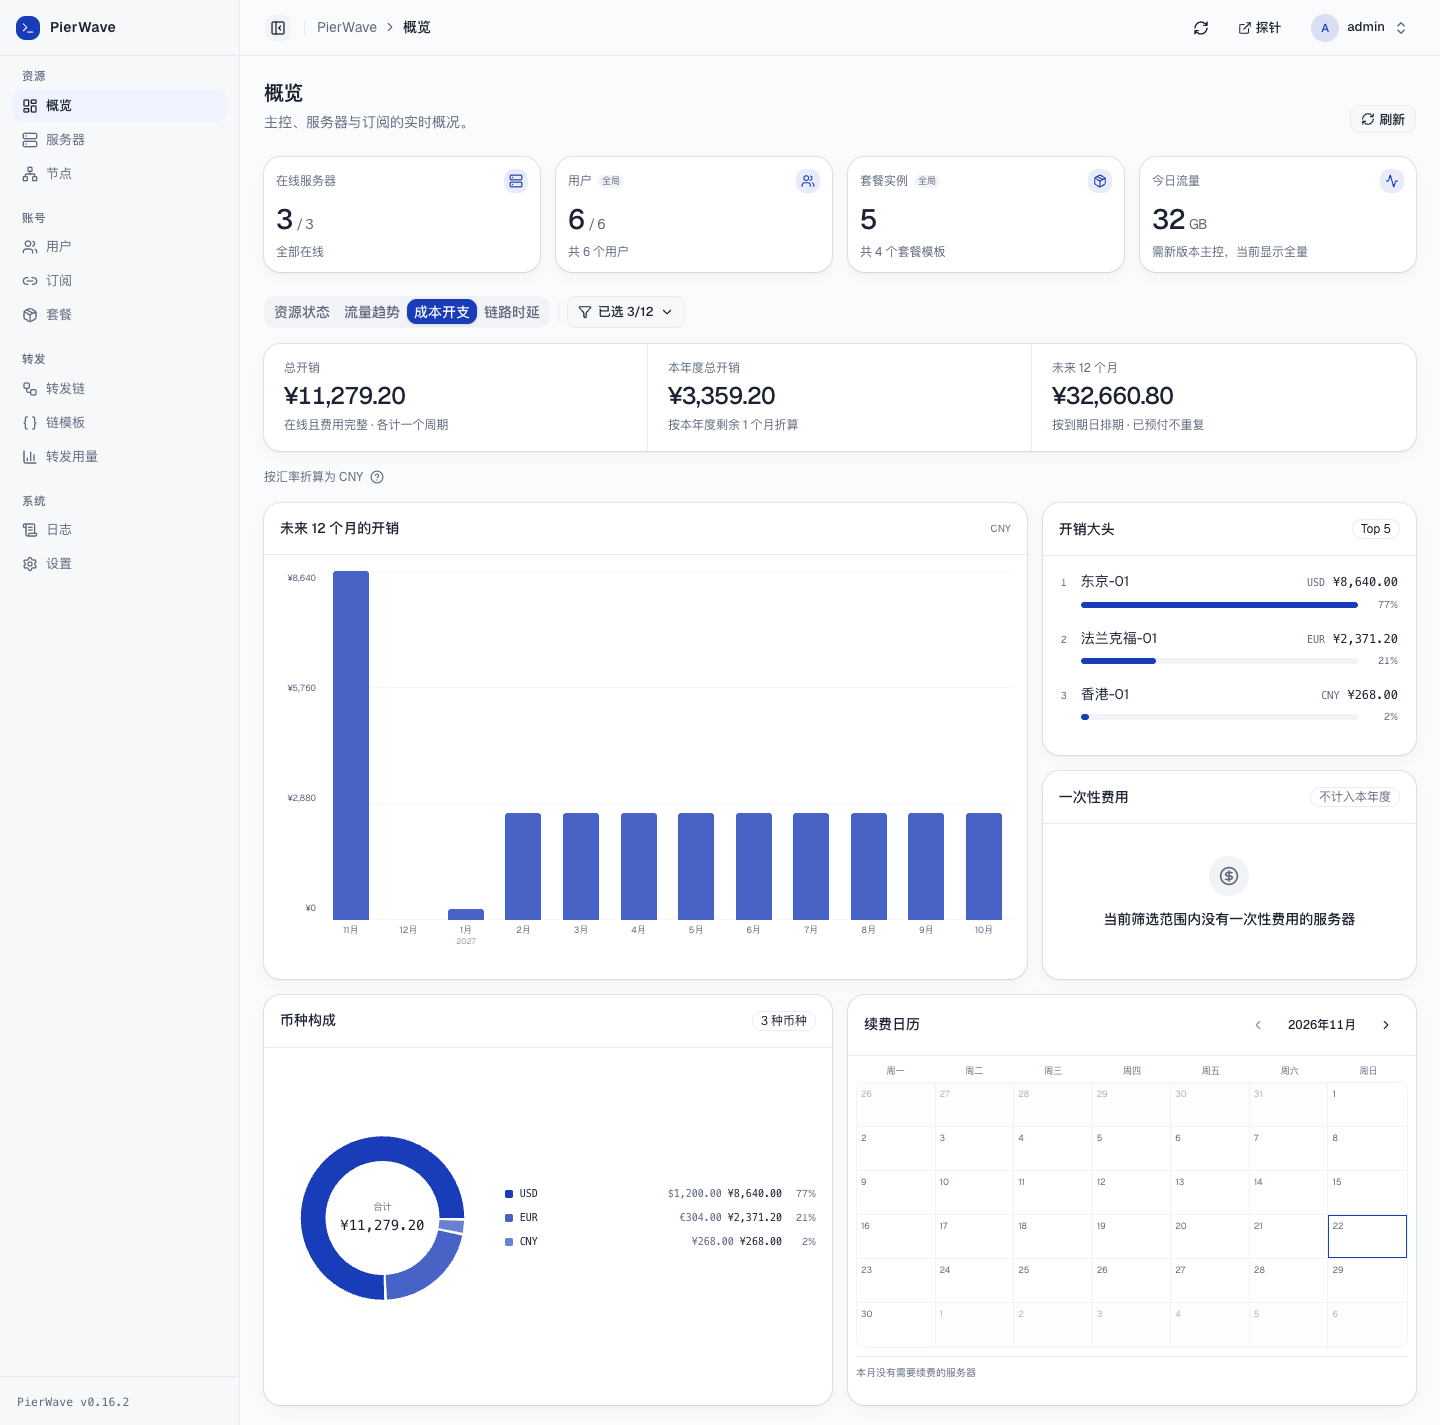 PierWave
PierWave 概览
探针
A admin
资源
概览
服务器
节点
账号
用户
订阅
套餐
转发
转发链
链模板
转发用量
系统
日志
设置
PierWave v0.16.2
概览
主控、服务器与订阅的实时概况。
刷新
在线服务器
3 / 3
全部在线
用户 全局
6 / 6
共 6 个用户
套餐实例 全局
5
共 4 个套餐模板
今日流量
32 GB
需新版本主控，当前显示全量
资源状态 流量趋势 成本开支 链路时延 已选 3/12
总开销
¥11,279.20
在线且费用完整 · 各计一个周期
本年度总开销
¥3,359.20
按本年度剩余 1 个月折算
未来 12 个月
¥32,660.80
按到期日排期 · 已预付不重复
按汇率折算为 CNY
未来 12 个月的开销 CNY
¥8,640
¥5,760
¥2,880
¥0
11月 12月 1月 2月 3月 4月 5月 6月 7月 8月 9月 10月
2027
开销大头 Top 5
1 东京-01 USD ¥8,640.00
77%
2 法兰克福-01 EUR ¥2,371.20
21%
3 香港-01 CNY ¥268.00
2%
一次性费用 不计入本年度
当前筛选范围内没有一次性费用的服务器
币种构成 3 种币种
合计
¥11,279.20
USD $1,200.00 ¥8,640.00 77%
EUR €304.00 ¥2,371.20 21%
CNY ¥268.00 ¥268.00 2%
续费日历 2026年11月
周一 周二 周三 周四 周五 周六 周日
26 27 28 29 30 31 1
2 3 4 5 6 7 8
9 10 11 12 13 14 15
16 17 18 19 20 21 22
23 24 25 26 27 28 29
30 1 2 3 4 5 6
本月没有需要续费的服务器